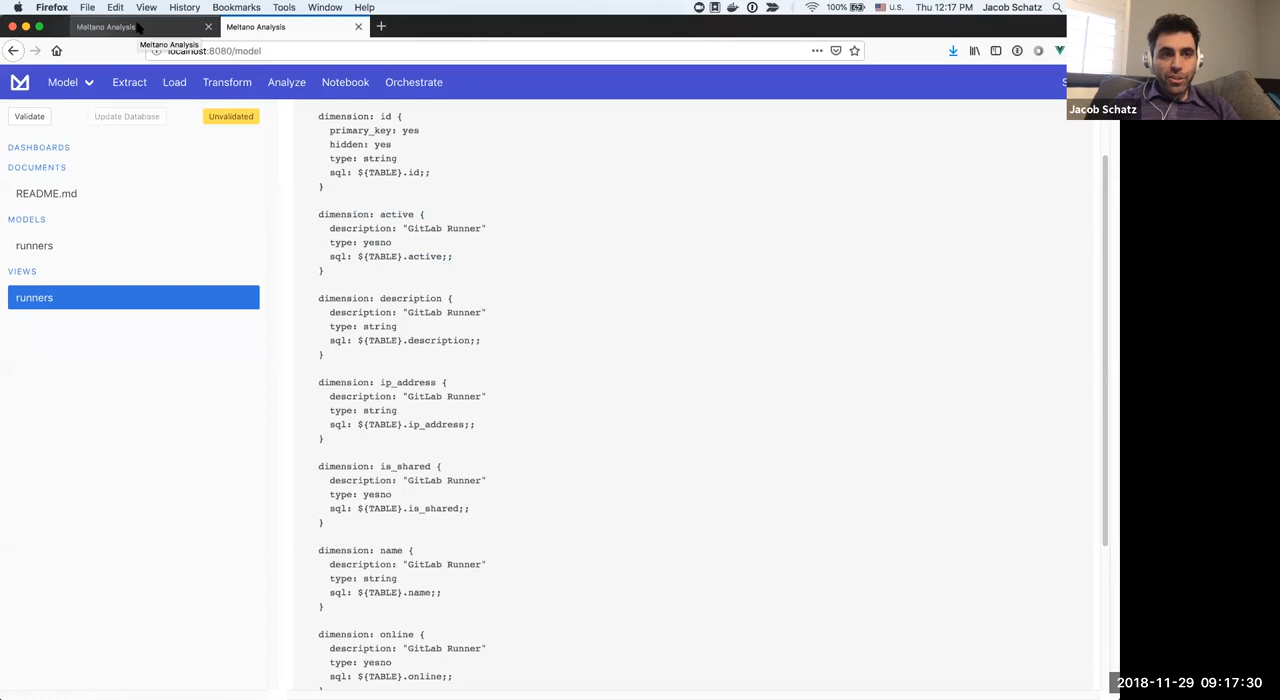 Firefox File Edit View History Bookmarks Tools Window Help 100% U.S. Thu 12:17 PM Jacob Schatz
Meltano Analysis Meltano Analysis
Meltano Analysis
localhost:8080/model
Model Extract Load Transform Analyze Notebook Orchestrate
Jacob Schatz
Validate Update Database Unvalidated
DASHBOARDS
DOCUMENTS
README.md
MODELS
runners
VIEWS
runners
dimension: id {
primary_key: yes
hidden: yes
type: string
sql: ${TABLE}.id;;
}
dimension: active {
description: "GitLab Runner"
type: yesno
sql: ${TABLE}.active;;
}
dimension: description {
description: "GitLab Runner"
type: string
sql: ${TABLE}.description;;
}
dimension: ip_address {
description: "GitLab Runner"
type: string
sql: ${TABLE}.ip_address;;
}
dimension: is_shared {
description: "GitLab Runner"
type: yesno
sql: ${TABLE}.is_shared;;
}
dimension: name {
description: "GitLab Runner"
type: string
sql: ${TABLE}.name;;
}
dimension: online {
description: "GitLab Runner"
type: yesno
sql: ${TABLE}.online;;
2018-11-29 09:17:30